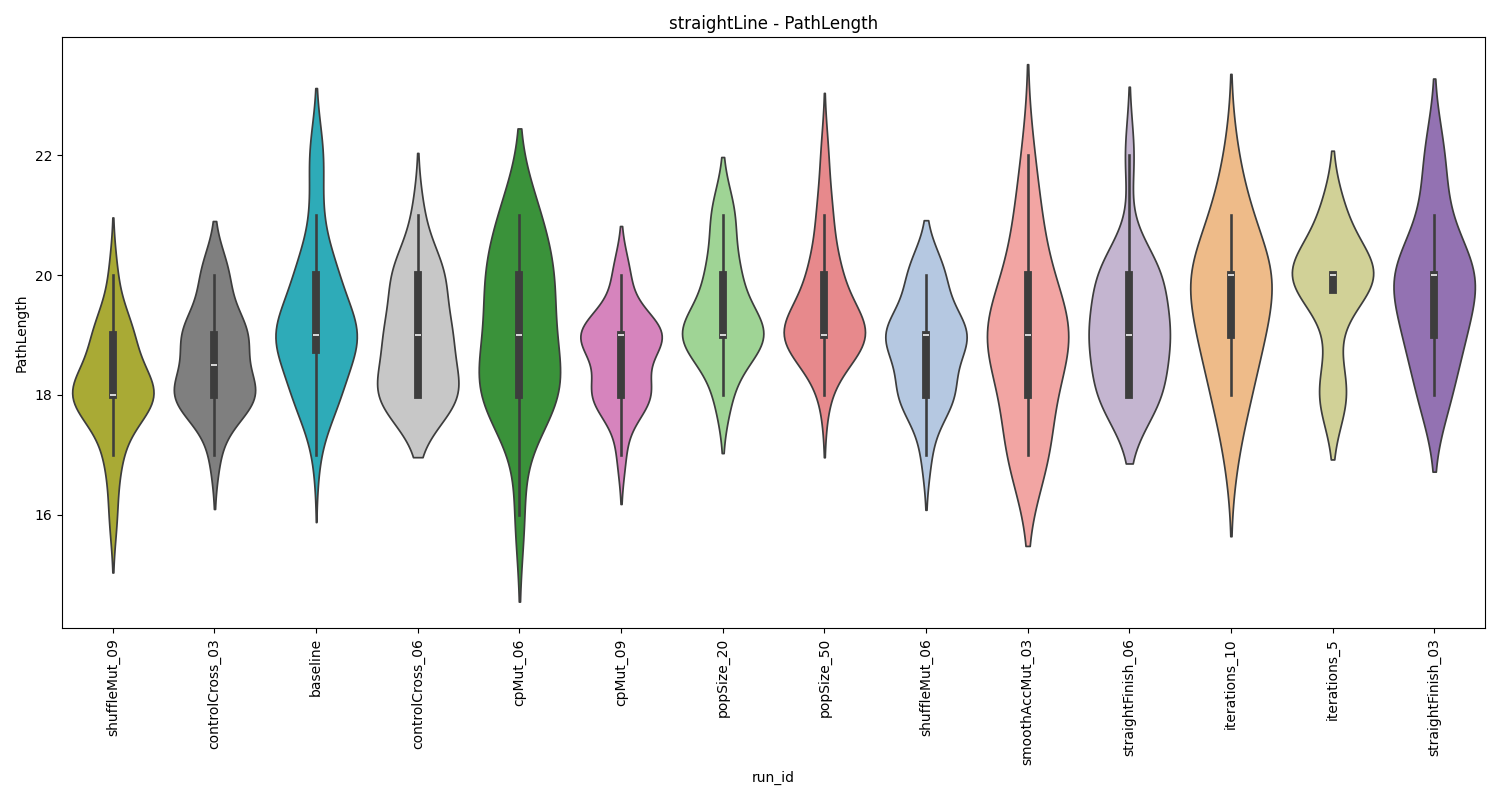 straightLine - PathLength
PathLength
22
20
18
16
shuffleMut_09
controlCross_03
baseline
controlCross_06
cpMut_06
cpMut_09
popSize_20
popSize_50
shuffleMut_06
smoothAccMut_03
straightFinish_06
iterations_10
iterations_5
straightFinish_03
run_id